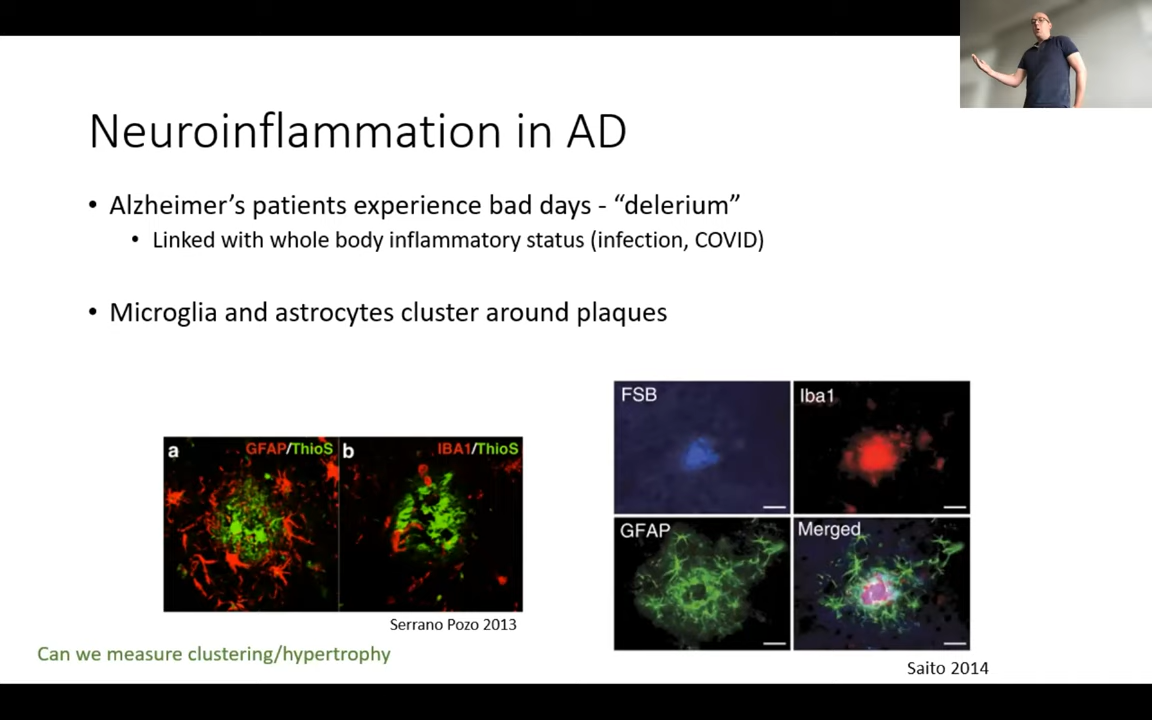 Neuroinflammation in AD
• Alzheimer's patients experience bad days - “delerium”
• Linked with whole body inflammatory status (infection, COVID)
• Microglia and astrocytes cluster around plaques
a GFAP/ThioS b IBA1/ThioS
Serrano Pozo 2013
FSB Iba1
GFAP Merged
Saito 2014
Can we measure clustering/hypertrophy